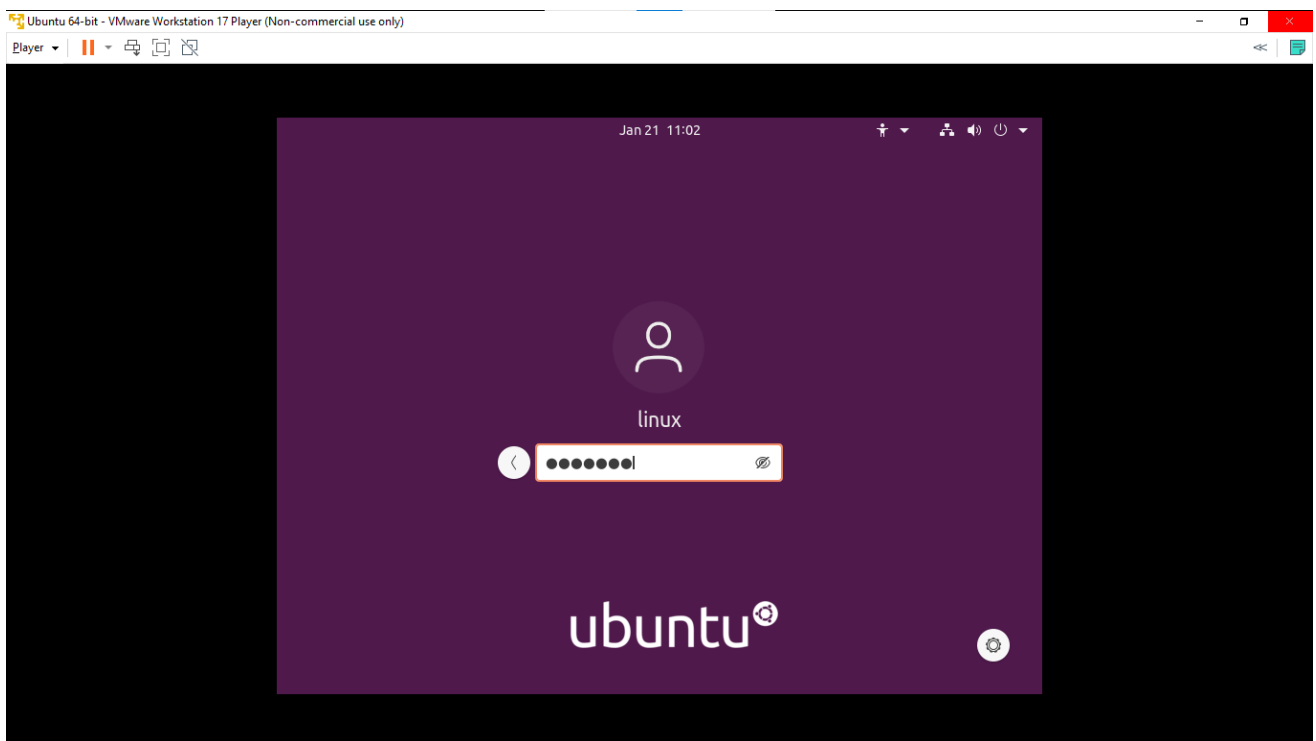 Ubuntu 64-bit - VMware Workstation 17 Player (Non-commercial use only)
Player
Jan 21 11:02
linux
ubuntu